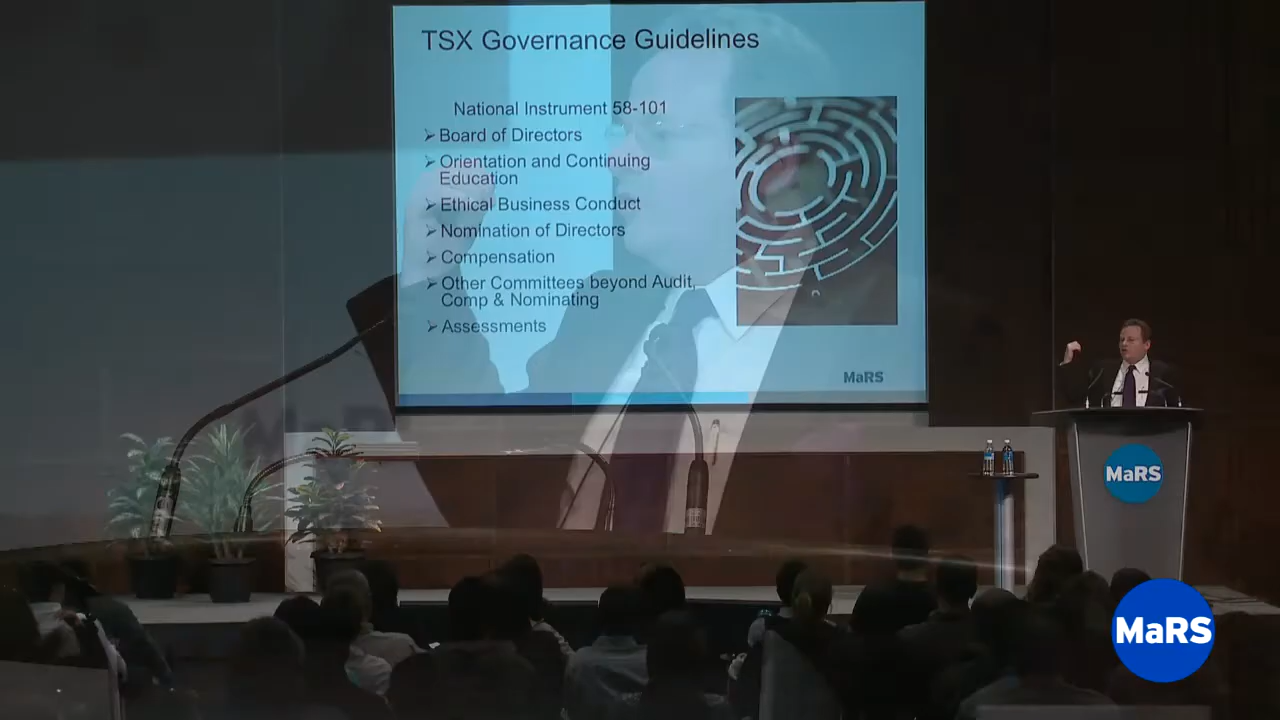 TSX Governance Guidelines
National Instrument 58-101
Board of Directors
Orientation and Continuing
Education
Ethical Business Conduct
Nomination of Directors
Compensation
Other Committees beyond Audit,
Comp & Nominating
Assessments
MaRS
MaRS
MaRS